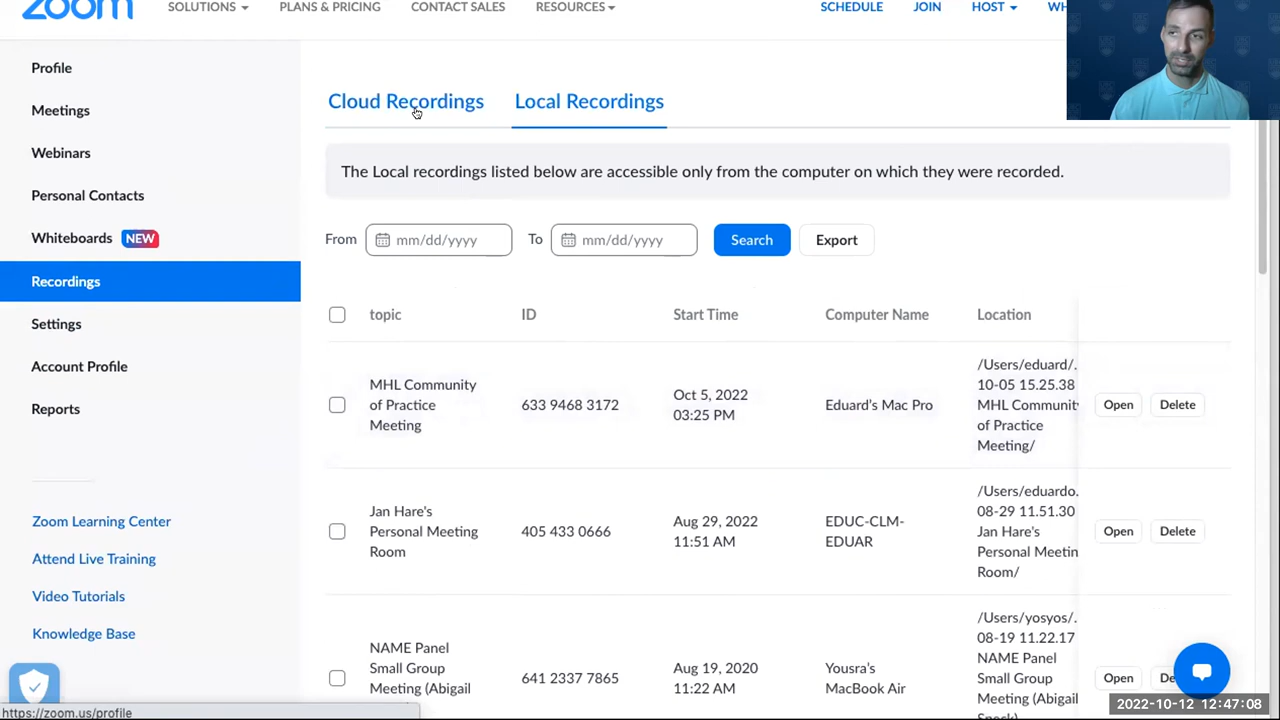 zoom
SOLUTIONS PLANS & PRICING CONTACT SALES RESOURCES SCHEDULE JOIN HOST
Profile
Meetings
Webinars
Personal Contacts
Whiteboards NEW
Recordings
Settings
Account Profile
Reports
Zoom Learning Center
Attend Live Training
Video Tutorials
Knowledge Base
Cloud Recordings Local Recordings
The Local recordings listed below are accessible only from the computer on which they were recorded.
From mm/dd/yyyy To mm/dd/yyyy Search Export
topic ID Start Time Computer Name Location
MHL Community
of Practice
Meeting
633 9468 3172
Oct 5, 2022
03:25 PM
Eduard's Mac Pro
/Users/eduard/.
10-05 15.25.38
MHL Community
of Practice
Meeting/
Open Delete
Jan Hare's
Personal Meeting
Room
405 433 0666
Aug 29, 2022
11:51 AM
EDUC-CLM-
EDUAR
/Users/eduardo.
08-29 11.51.30
Jan Hare's
Personal Meetin
Room/
Open Delete
NAME Panel
Small Group
Meeting (Abigail
641 2337 7865
Aug 19, 2020
11:22 AM
Yousra's
MacBook Air
/Users/yosyos/.
08-19 11.22.17
NAME Panel
Small Group
Meeting (Abigail
Open De
https://zoom.us/profile
2022-10-12 12:47:08